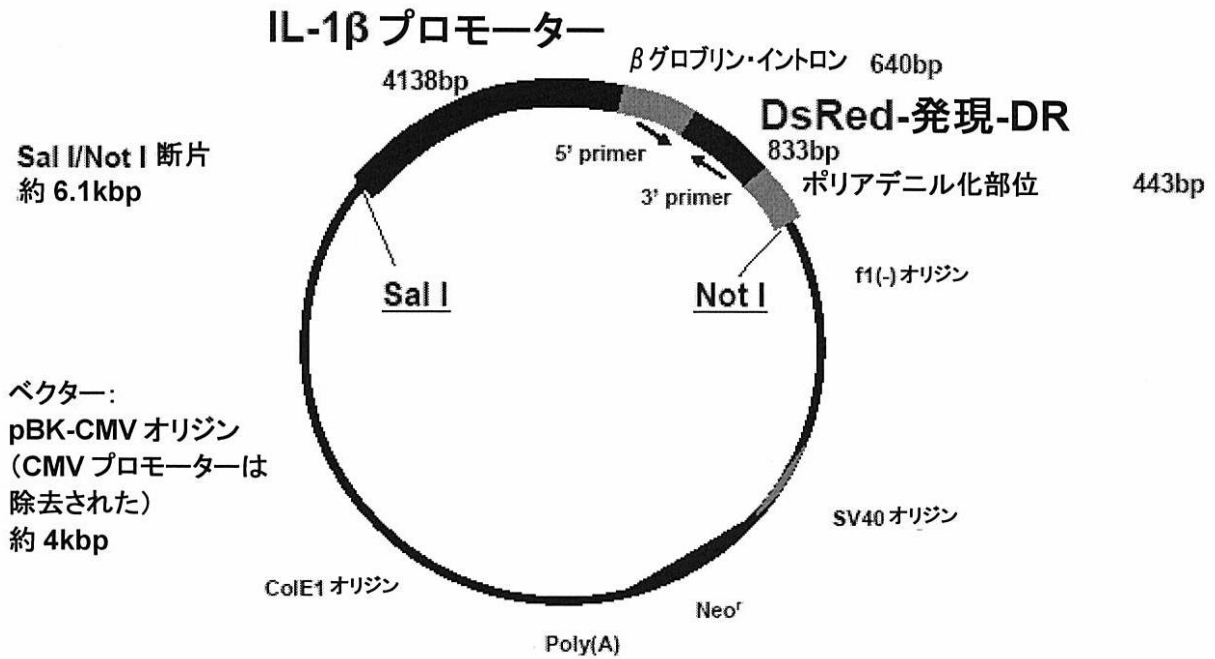 IL-1β プロモーター
4138bp
βグロブリン・イントロン 640bp
DsRed-発現-DR
833bp
5' primer
3' primer
ポリアデニル化部位 443bp
Sal I/Not I 断片
約 6.1kbp
Sal I
Not I
f1(-)オリジン
ベクター:
pBK-CMV オリジン
(CMV プロモーターは
除去された)
約 4kbp
SV40 オリジン
ColE1 オリジン
Neoʳ
Poly(A)